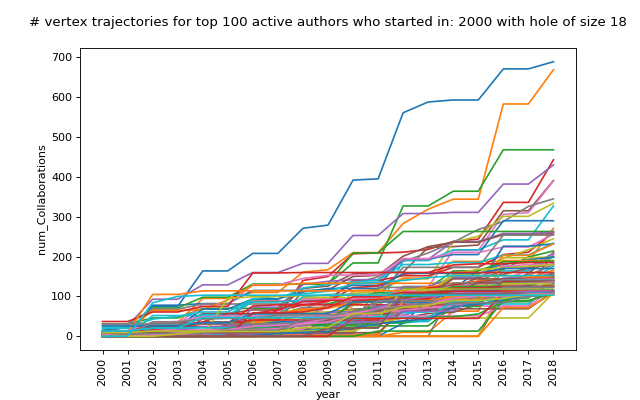 # vertex trajectories for top 100 active authors who started in: 2000 with hole of size 18
700
600
500
400
300
200
100
0
num_Collaborations
2000 2001 2002 2003 2004 2005 2006 2007 2008 2009 2010 2011 2012 2013 2014 2015 2016 2017 2018
year